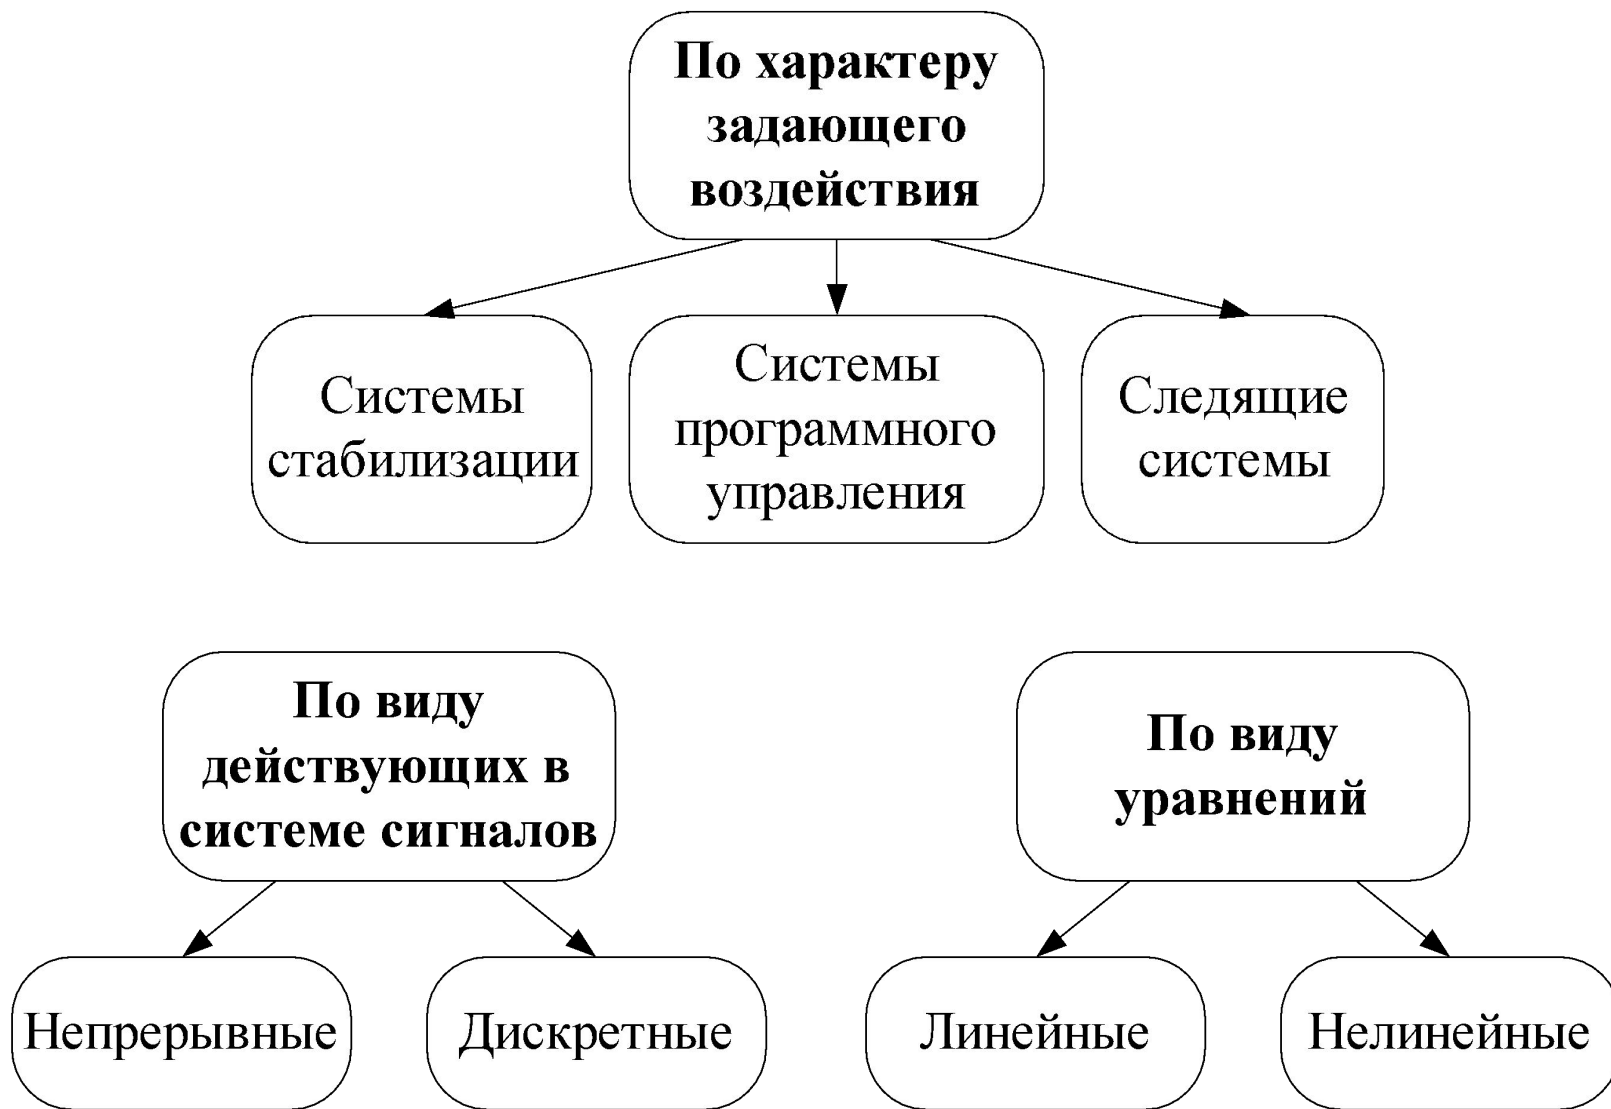 По характеру
задающего
воздействия
Системы
стабилизации
Системы
программного
управления
Следящие
системы
По виду
действующих в
системе сигналов
По виду
уравнений
Непрерывные
Дискретные
Линейные
Нелинейные